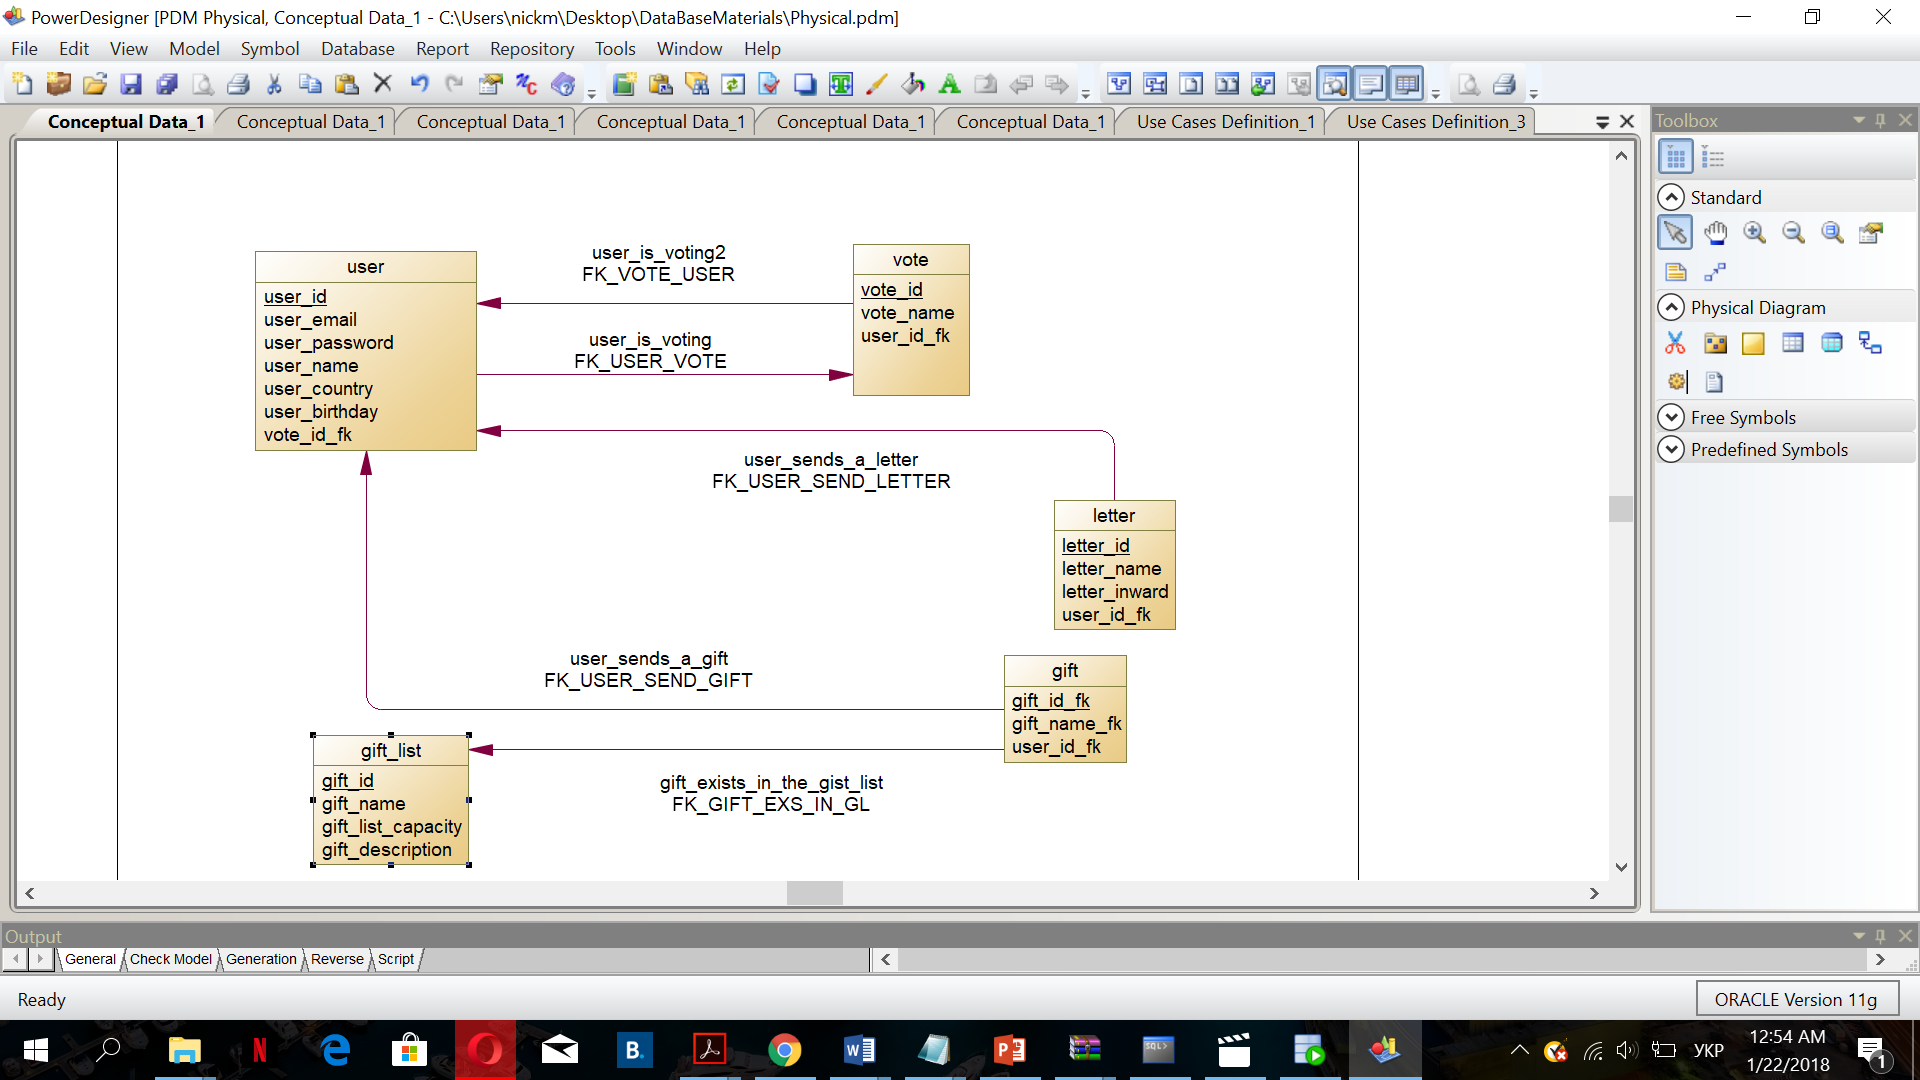 PowerDesigner [PDM Physical, Conceptual Data_1 - C:\Users\nickm\Desktop\DataBaseMaterials\Physical.pdm]
File Edit View Model Symbol Database Report Repository Tools Window Help
Conceptual Data_1 Conceptual Data_1 Conceptual Data_1 Conceptual Data_1 Conceptual Data_1 Conceptual Data_1 Use Cases Definition_1 Use Cases Definition_3
Toolbox
Standard
Physical Diagram
Free Symbols
Predefined Symbols
user
user_id
user_email
user_password
user_name
user_country
user_birthday
vote_id_fk
user_is_voting2
FK_VOTE_USER
user_is_voting
FK_USER_VOTE
vote
vote_id
vote_name
user_id_fk
user_sends_a_letter
FK_USER_SEND_LETTER
letter
letter_id
letter_name
letter_inward
user_id_fk
user_sends_a_gift
FK_USER_SEND_GIFT
gift
gift_id_fk
gift_name_fk
user_id_fk
gift_list
gift_id
gift_name
gift_list_capacity
gift_description
gift_exists_in_the_gist_list
FK_GIFT_EXS_IN_GL
Output
General Check Model Generation Reverse Script
Ready
ORACLE Version 11g
УКР
12:54 AM
1/22/2018
1